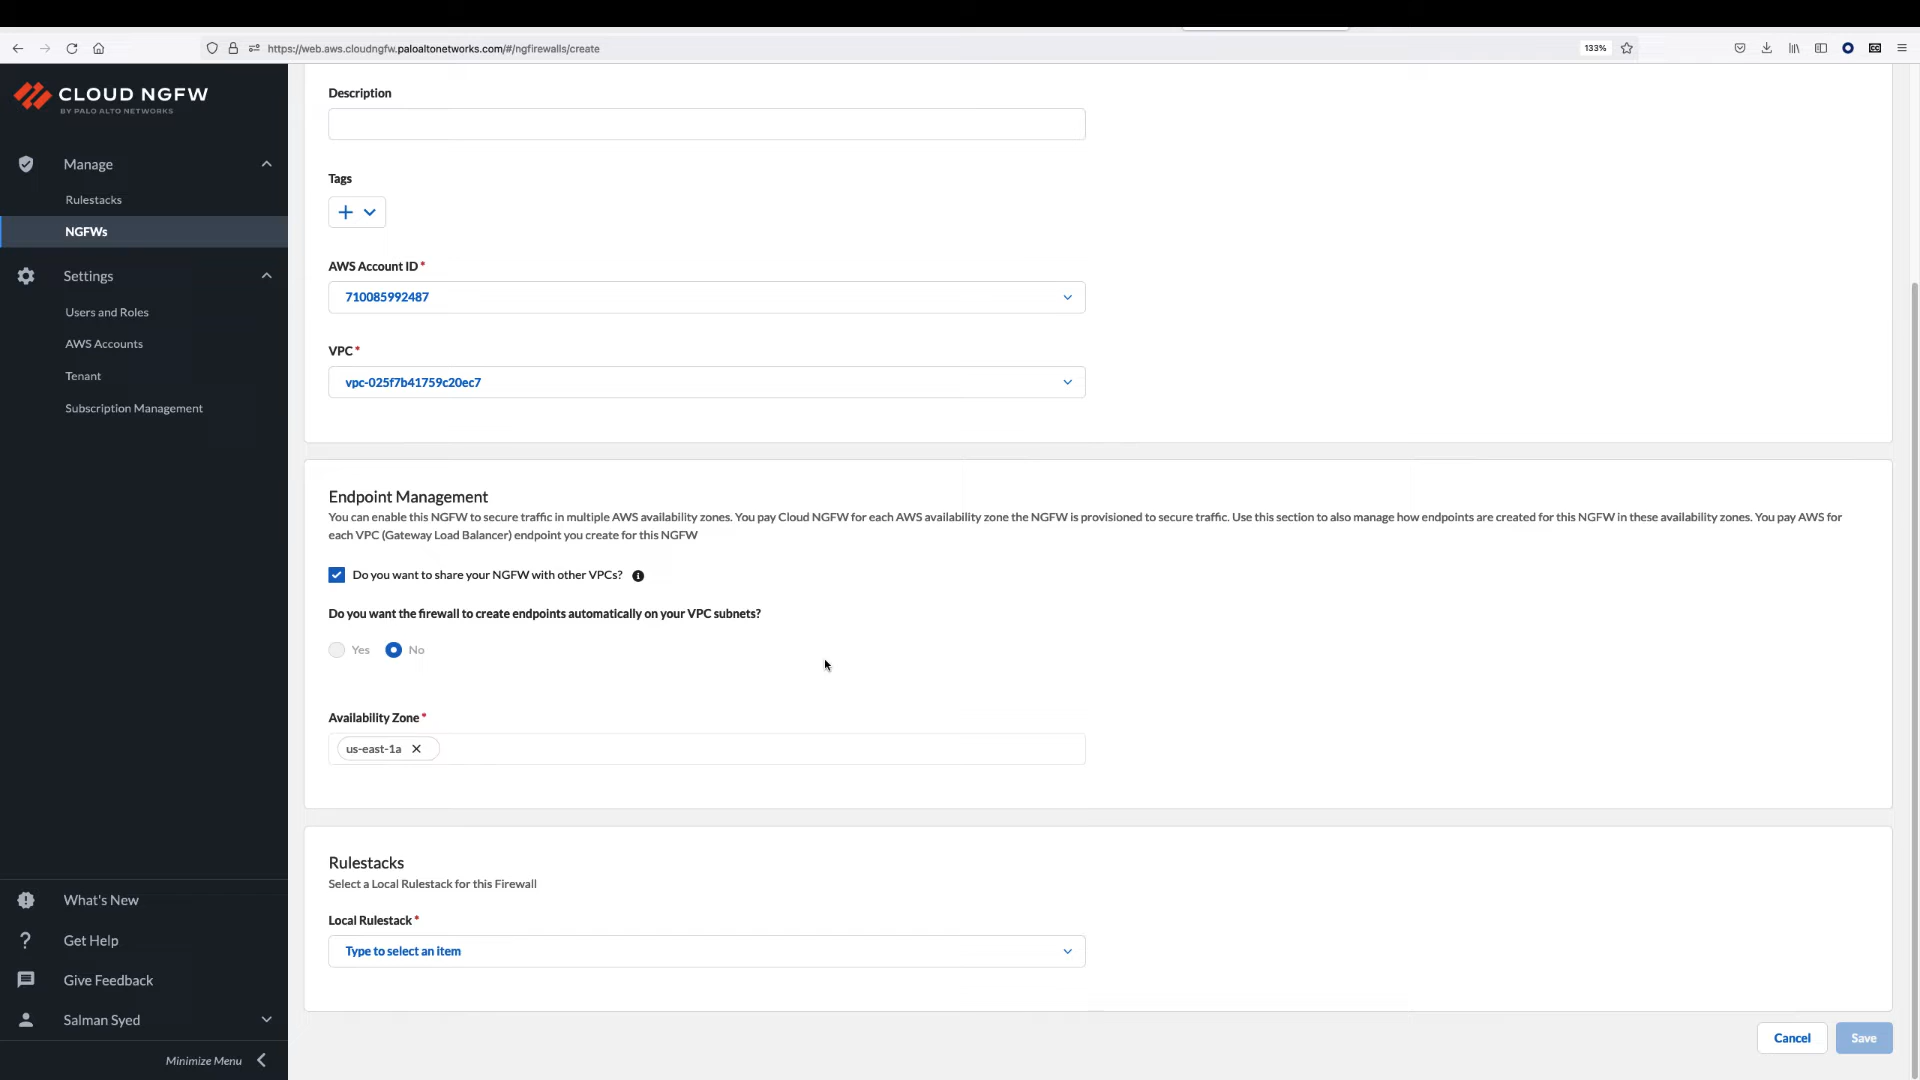 https://web.aws.cloudngfw.paloaltonetworks.com/#/ngfirewalls/create
133%
CLOUD NGFW
BY PALO ALTO NETWORKS
Manage
Rulestacks
NGFWs
Settings
Users and Roles
AWS Accounts
Tenant
Subscription Management
What's New
Get Help
Give Feedback
Salman Syed
Minimize Menu
Description
Tags
AWS Account ID*
710085992487
VPC*
vpc-025f7b41759c20ec7
Endpoint Management
You can enable this NGFW to secure traffic in multiple AWS availability zones. You pay Cloud NGFW for each AWS availability zone the NGFW is provisioned to secure traffic. Use this section to also manage how endpoints are created for this NGFW in these availability zones. You pay AWS for
each VPC (Gateway Load Balancer) endpoint you create for this NGFW
Do you want to share your NGFW with other VPCs?
Do you want the firewall to create endpoints automatically on your VPC subnets?
Yes No
Availability Zone*
us-east-1a
Rulestacks
Select a Local Rulestack for this Firewall
Local Rulestack*
Type to select an item
Cancel Save